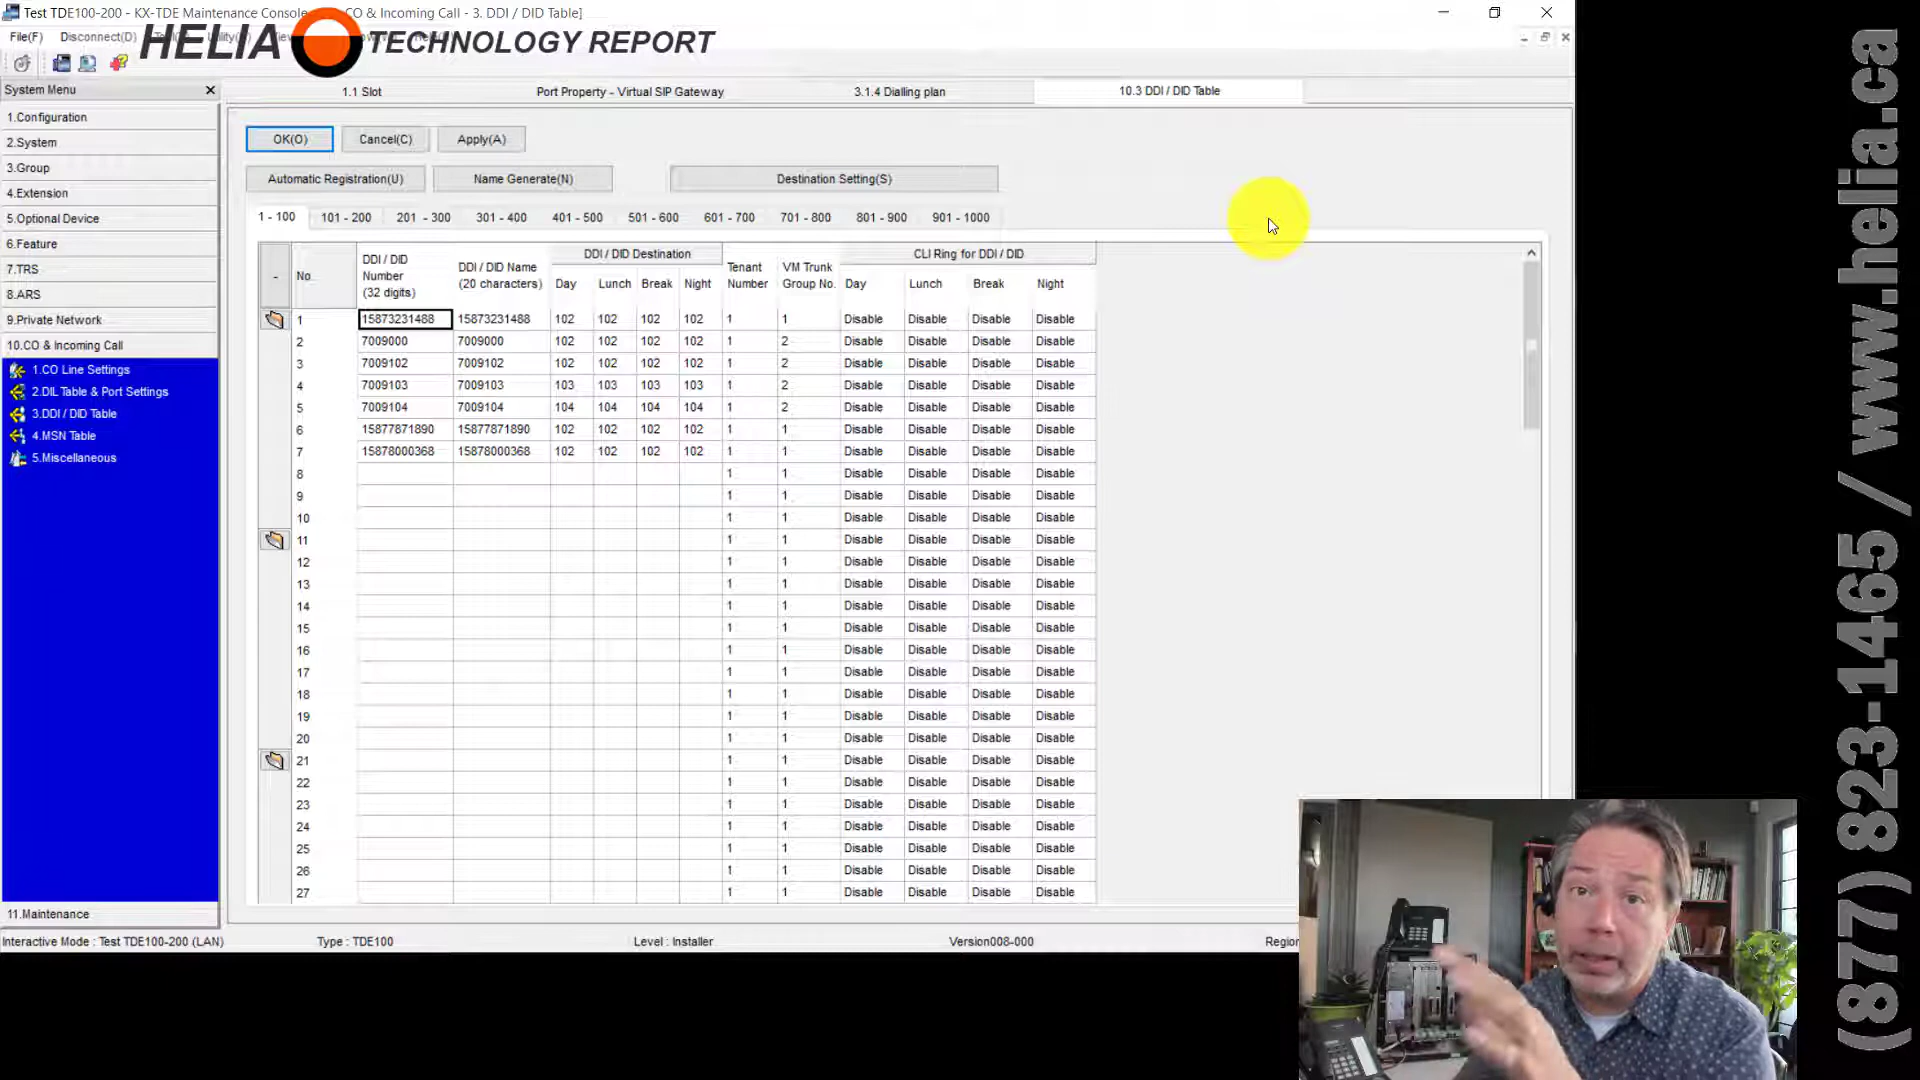 Test TDE100-200 - KX-TDE Maintenance Console
CO & Incoming Call - 3. DDI / DID Table]
File(F) Disconnect(D)
HELIA TECHNOLOGY REPORT
System Menu
1.Configuration
2.System
3.Group
4.Extension
5.Optional Device
6.Feature
7.TRS
8.ARS
9.Private Network
10.CO & Incoming Call
1.CO Line Settings
2.DIL Table & Port Settings
3.DDI / DID Table
4.MSN Table
5.Miscellaneous
11.Maintenance
1.1 Slot Port Property - Virtual SIP Gateway 3.1.4 Dialling plan 10.3 DDI / DID Table
OK(O) Cancel(C) Apply(A)
Automatic Registration(U) Name Generate(N) Destination Setting(S)
1 - 100 101 - 200 201 - 300 301 - 400 401 - 500 501 - 600 601 - 700 701 - 800 801 - 900 901 - 1000
- No. DDI / DID Number (32 digits) DDI / DID Name (20 characters) DDI / DID Destination Day Lunch Break Night Tenant Number VM Trunk Group No. CLI Ring for DDI / DID Day Lunch Break Night
1 15873231488 15873231488 102 102 102 102 1 1 Disable Disable Disable Disable
2 7009000 7009000 102 102 102 102 1 2 Disable Disable Disable Disable
3 7009102 7009102 102 102 102 102 1 2 Disable Disable Disable Disable
4 7009103 7009103 103 103 103 103 1 2 Disable Disable Disable Disable
5 7009104 7009104 104 104 104 104 1 2 Disable Disable Disable Disable
6 15877871890 15877871890 102 102 102 102 1 1 Disable Disable Disable Disable
7 15878000368 15878000368 102 102 102 102 1 1 Disable Disable Disable Disable
8 1 1 Disable Disable Disable Disable
9 1 1 Disable Disable Disable Disable
10 1 1 Disable Disable Disable Disable
11 1 1 Disable Disable Disable Disable
12 1 1 Disable Disable Disable Disable
13 1 1 Disable Disable Disable Disable
14 1 1 Disable Disable Disable Disable
15 1 1 Disable Disable Disable Disable
16 1 1 Disable Disable Disable Disable
17 1 1 Disable Disable Disable Disable
18 1 1 Disable Disable Disable Disable
19 1 1 Disable Disable Disable Disable
20 1 1 Disable Disable Disable Disable
21 1 1 Disable Disable Disable Disable
22 1 1 Disable Disable Disable Disable
23 1 1 Disable Disable Disable Disable
24 1 1 Disable Disable Disable Disable
25 1 1 Disable Disable Disable Disable
26 1 1 Disable Disable Disable Disable
27 1 1 Disable Disable Disable Disable
Interactive Mode : Test TDE100-200 (LAN) Type : TDE100 Level : Installer Version008-000
(877) 823-1465 / www.helia.ca